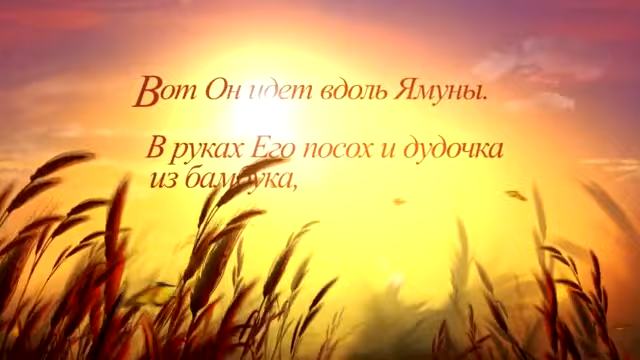 Вот Он идет вдоль Ямуны.
В руках Его посох и дудочка
из бамбука,